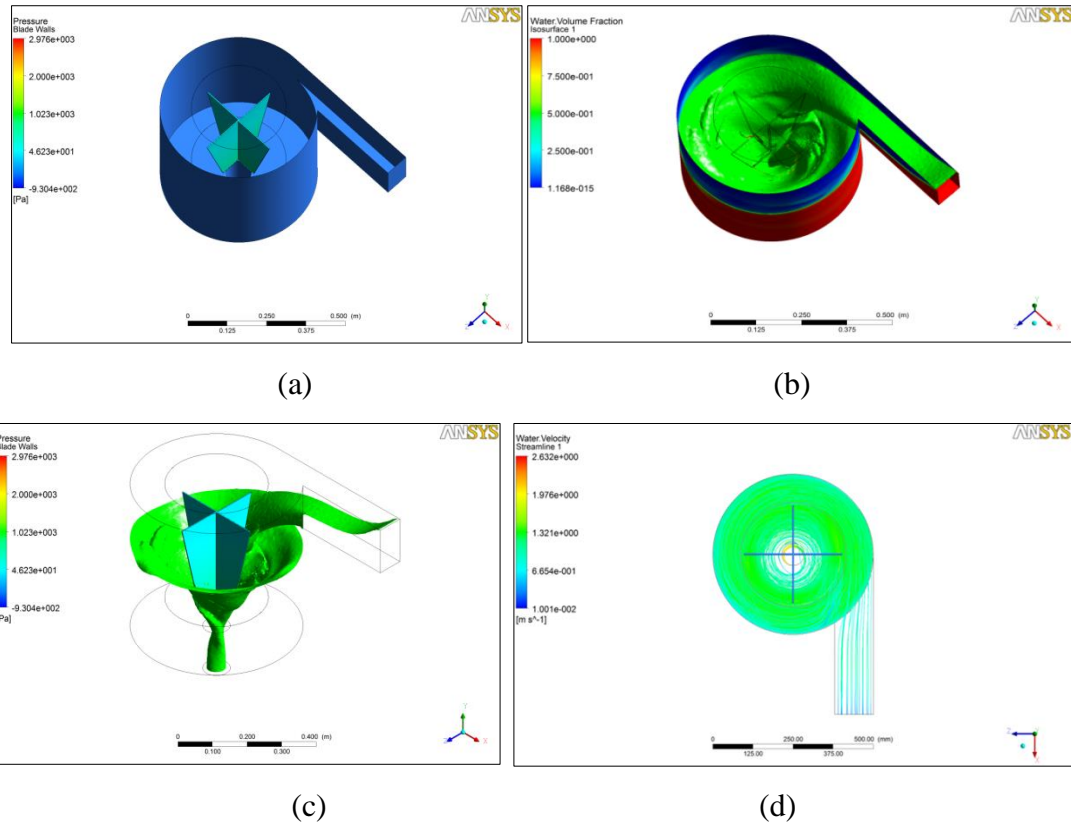 Pressure
Blade Walls
2.976e+003
2.000e+003
1.023e+003
4.623e+001
-9.304e+002
[Pa]
ANSYS
0 0.250 0.500 (m)
0.125 0.375
Y
Z X
(a)
Water.Volume Fraction
Isosurface 1
1.000e+000
7.500e-001
5.000e-001
2.500e-001
1.168e-015
ANSYS
0 0.250 0.500 (m)
0.125 0.375
Y
Z X
(b)
Pressure
Blade Walls
2.976e+003
2.000e+003
1.023e+003
4.623e+001
-9.304e+002
Pa]
ANSYS
0 0.200 0.400 (m)
0.100 0.300
Y
Z X
(c)
Water.Velocity
Streamline 1
2.632e+000
1.976e+000
1.321e+000
6.654e-001
1.001e-002
[m s^-1]
ANSYS
0 250.00 500.00 (mm)
125.00 375.00
Z
X
(d)